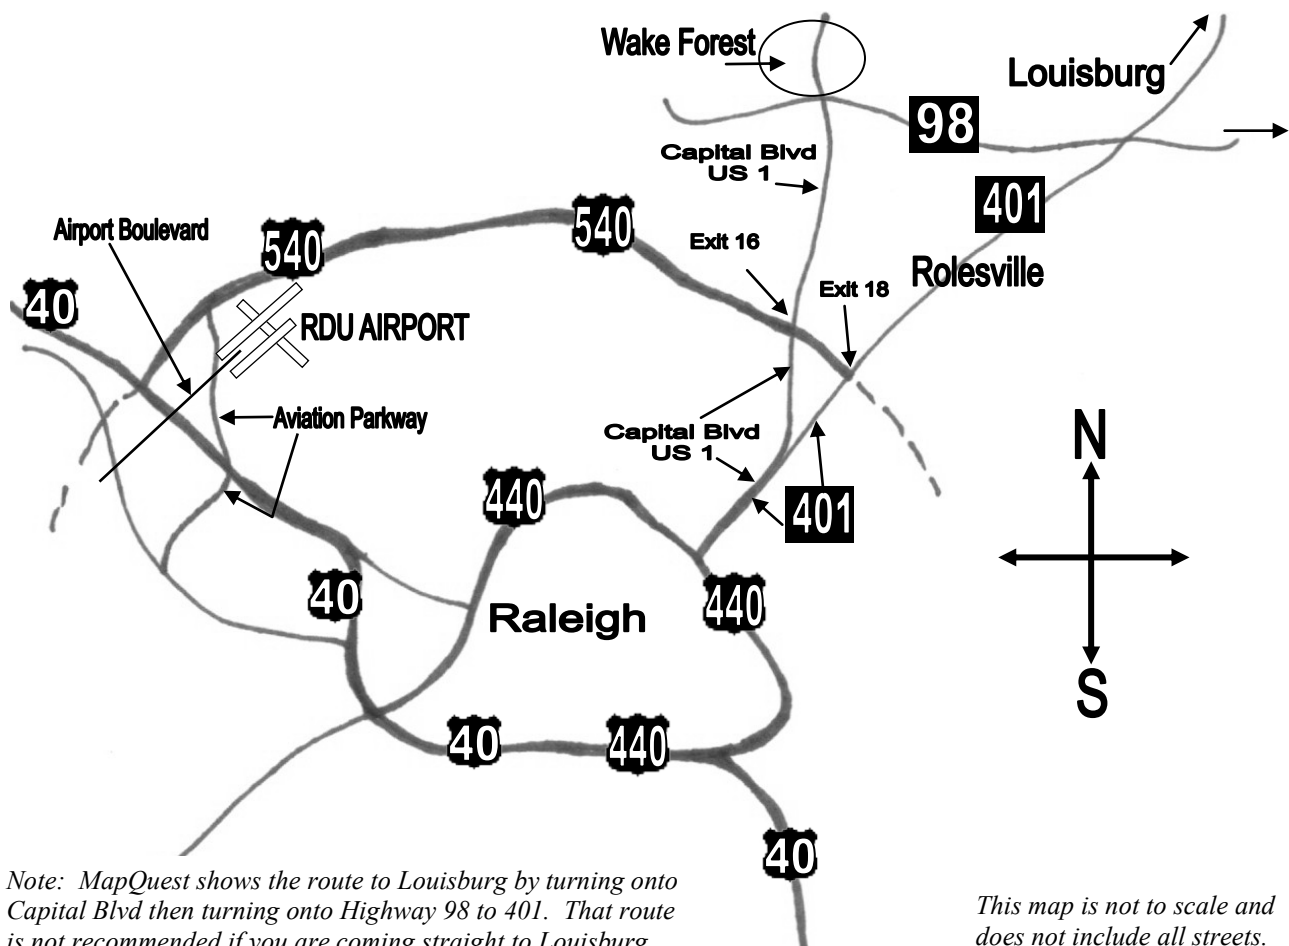 Wake Forest
Louisburg
98
Capital Blvd
US 1
401
Airport Boulevard
540
540
Exit 16
Rolesville
Exit 18
40
RDU AIRPORT
Aviation Parkway
Capital Blvd
US 1
N
440
401
40
Raleigh
440
S
40
440
40
Note: MapQuest shows the route to Louisburg by turning onto
Capital Blvd then turning onto Highway 98 to 401. That route
is not recommended if you are coming straight to Louisburg
This map is not to scale and
does not include all streets.